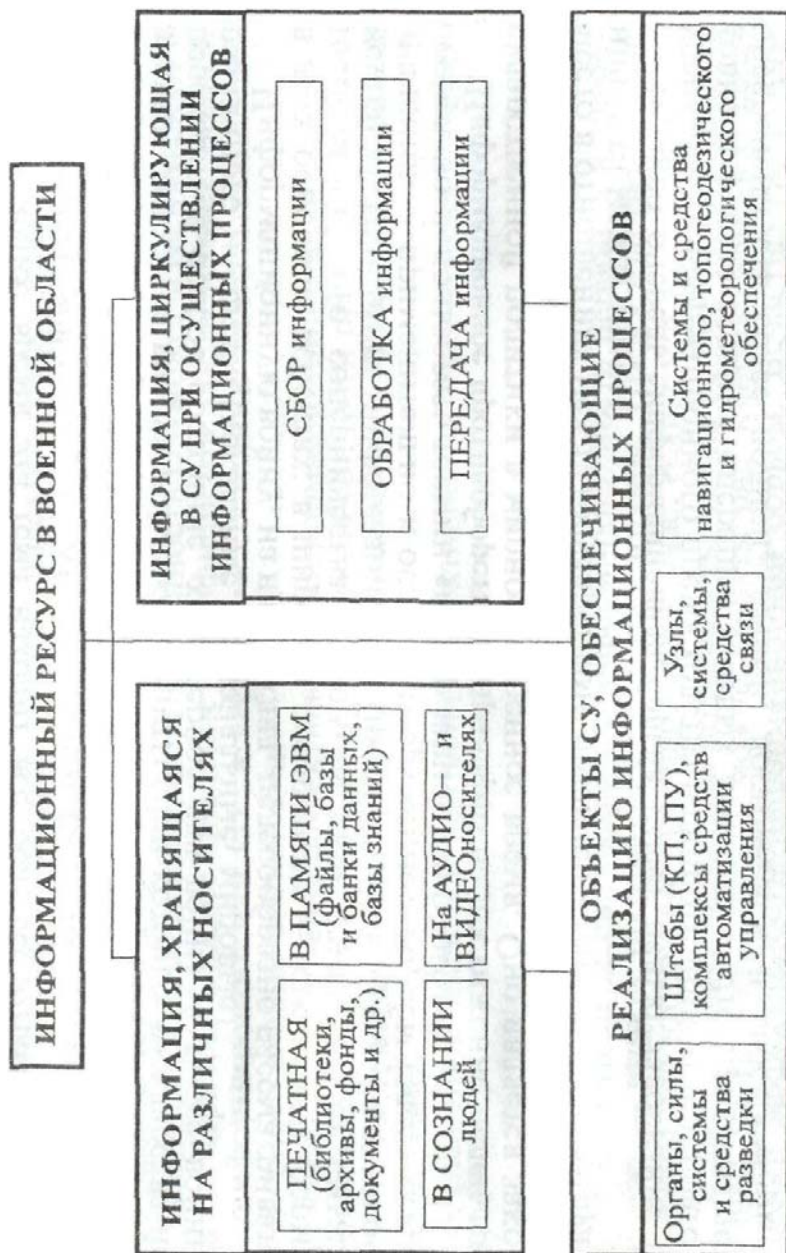 ИНФОРМАЦИОННЫЙ РЕСУРС В ВОЕННОЙ ОБЛАСТИ
ИНФОРМАЦИЯ, ХРАНЯЩАЯСЯ
НА РАЗЛИЧНЫХ НОСИТЕЛЯХ
ПЕЧАТНАЯ
(библиотеки,
архивы, фонды,
документы и др.)
В ПАМЯТИ ЭВМ
(файлы, базы
и банки данных,
базы знаний)
В СОЗНАНИИ
людей
На АУДИО— и
ВИДЕОносителях
ИНФОРМАЦИЯ, ЦИРКУЛИРУЮЩАЯ
В СУ ПРИ ОСУЩЕСТВЛЕНИИ
ИНФОРМАЦИОННЫХ ПРОЦЕССОВ
СБОР информации
ОБРАБОТКА информации
ПЕРЕДАЧА информации
ОБЪЕКТЫ СУ, ОБЕСПЕЧИВАЮЩИЕ
РЕАЛИЗАЦИЮ ИНФОРМАЦИОННЫХ ПРОЦЕССОВ
Органы, силы,
системы
и средства
разведки
Штабы (КП, ПУ),
комплексы средств
автоматизации
управления
Узлы,
системы,
средства
связи
Системы и средства
навигационного, топогеодезического
и гидрометеорологического
обеспечения